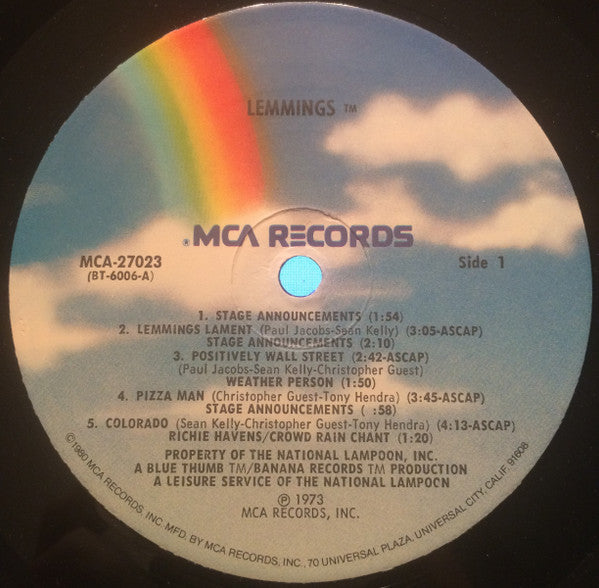 LEMMINGS ™
® MCA RECORDS
MCA-27023
(BT-6006-A)
Side 1
1. STAGE ANNOUNCEMENTS (1:54)
2. LEMMINGS LAMENT (Paul Jacobs-Sean Kelly) (3:05-ASCAP)
STAGE ANNOUNCEMENTS (2:10)
3. POSITIVELY WALL STREET (2:42-ASCAP)
(Paul Jacobs-Sean Kelly-Christopher Guest)
WEATHER PERSON (1:50)
4. PIZZA MAN (Christopher Guest-Tony Hendra) (3:45-ASCAP)
STAGE ANNOUNCEMENTS ( :58)
5. COLORADO (Sean Kelly-Christopher Guest-Tony Hendra) (4:13-ASCAP)
RICHIE HAVENS/CROWD RAIN CHANT (1:20)
PROPERTY OF THE NATIONAL LAMPOON, INC.
A BLUE THUMB ™/BANANA RECORDS ™ PRODUCTION
A LEISURE SERVICE OF THE NATIONAL LAMPOON
℗ 1973
MCA RECORDS, INC.
©1980 MCA RECORDS, INC. MFD. BY MCA RECORDS, INC., 70 UNIVERSAL PLAZA, UNIVERSAL CITY, CALIF. 91608